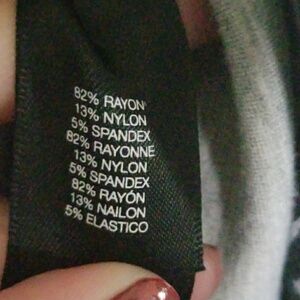 82% RAYON
13% NYLON
5% SPANDEX
82% RAYONNE
13% NYLON
5% SPANDEX
82% RAYÓN
13% NAILON
5% ELASTICO